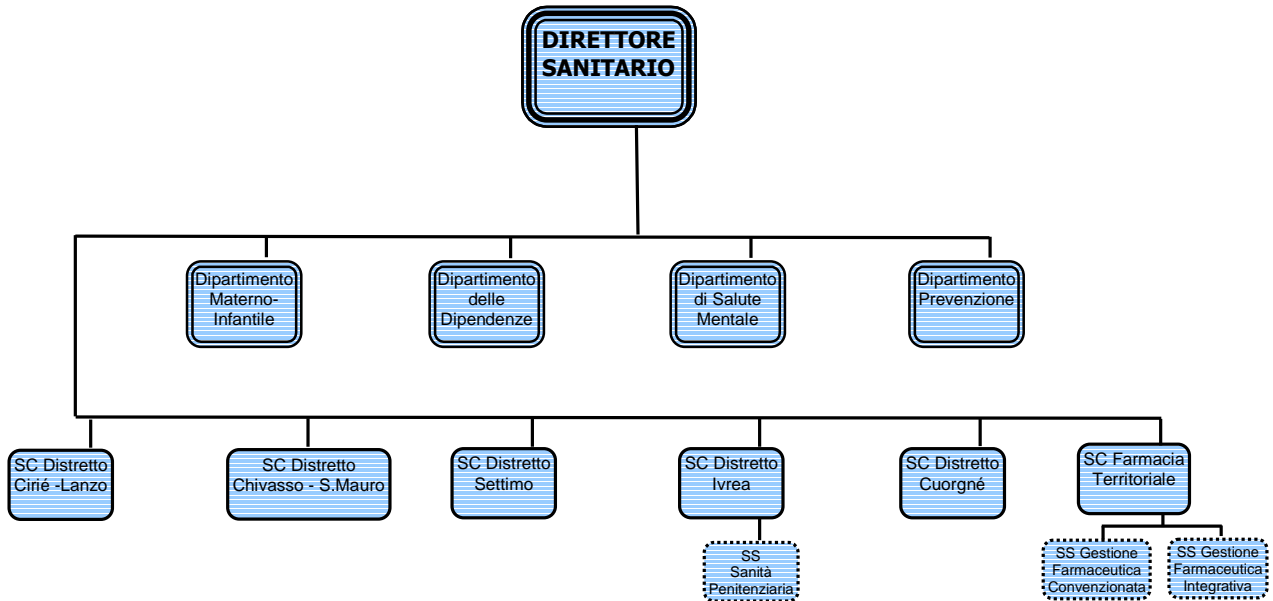 DIRETTORE
SANITARIO
Dipartimento
Materno-
Infantile
Dipartimento
delle
Dipendenze
Dipartimento
di Salute
Mentale
Dipartimento
Prevenzione
SC Distretto
Cirié -Lanzo
SC Distretto
Chivasso - S.Mauro
SC Distretto
Settimo
SC Distretto
Ivrea
SC Distretto
Cuorgné
SC Farmacia
Territoriale
SS
Sanità
Penitenziaria
SS Gestione
Farmaceutica
Convenzionata
SS Gestione
Farmaceutica
Integrativa